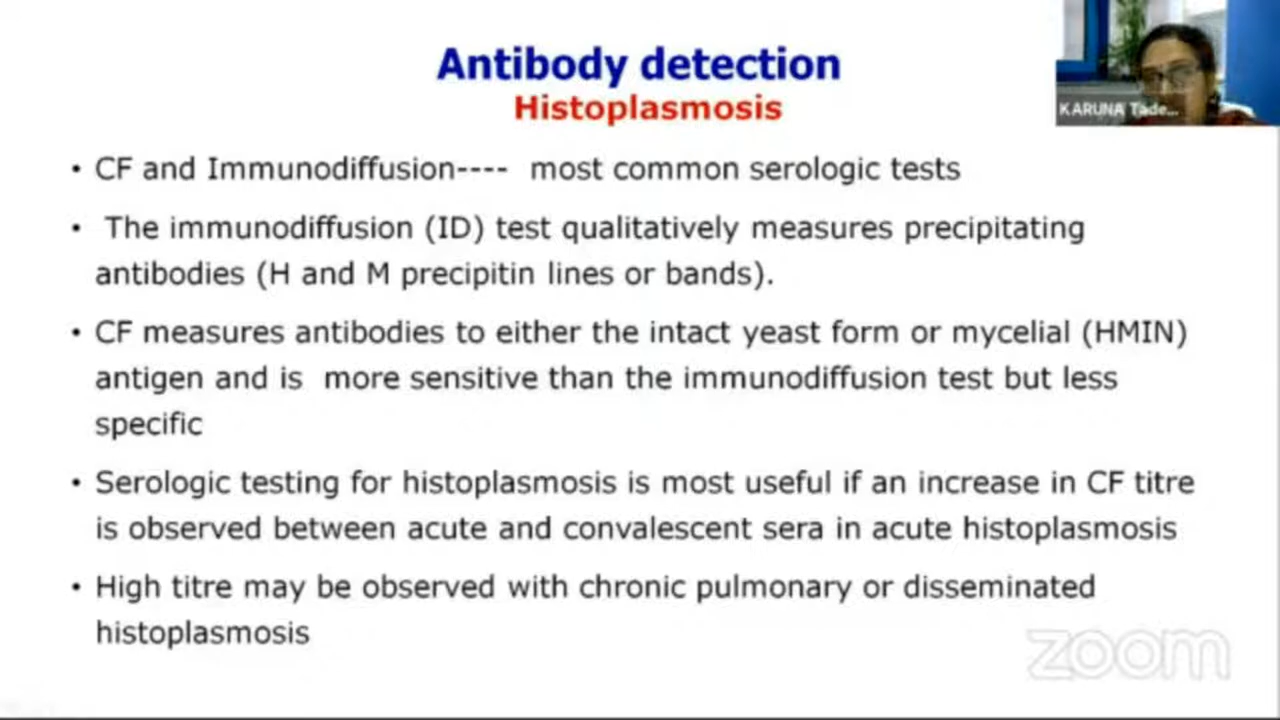 Antibody detection
Histoplasmosis
KARUNA Tade...
• CF and Immunodiffusion---- most common serologic tests
• The immunodiffusion (ID) test qualitatively measures precipitating
antibodies (H and M precipitin lines or bands).
• CF measures antibodies to either the intact yeast form or mycelial (HMIN)
antigen and is more sensitive than the immunodiffusion test but less
specific
• Serologic testing for histoplasmosis is most useful if an increase in CF titre
is observed between acute and convalescent sera in acute histoplasmosis
• High titre may be observed with chronic pulmonary or disseminated
histoplasmosis
zoom